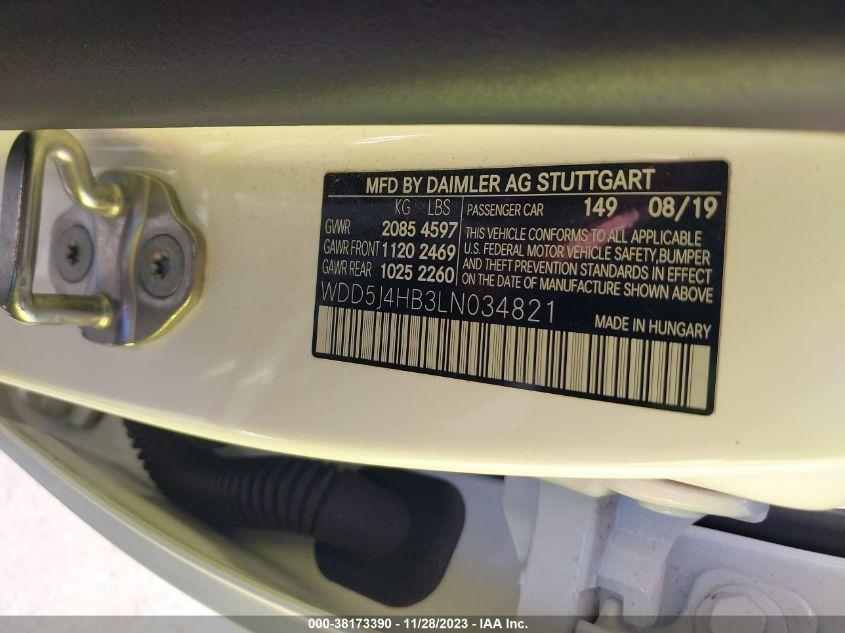 MFD BY DAIMLER AG STUTTGART
KG LBS
GVWR 2085 4597
GAWR FRONT 1120 2469
GAWR REAR 1025 2260
PASSENGER CAR 149 08/19
THIS VEHICLE CONFORMS TO ALL APPLICABLE
U.S. FEDERAL MOTOR VEHICLE SAFETY,BUMPER
AND THEFT PREVENTION STANDARDS IN EFFECT
ON THE DATE OF MANUFACTURE SHOWN ABOVE
WDD5J4HB3LN034821
MADE IN HUNGARY
000-38173390 - 11/28/2023 - IAA Inc.